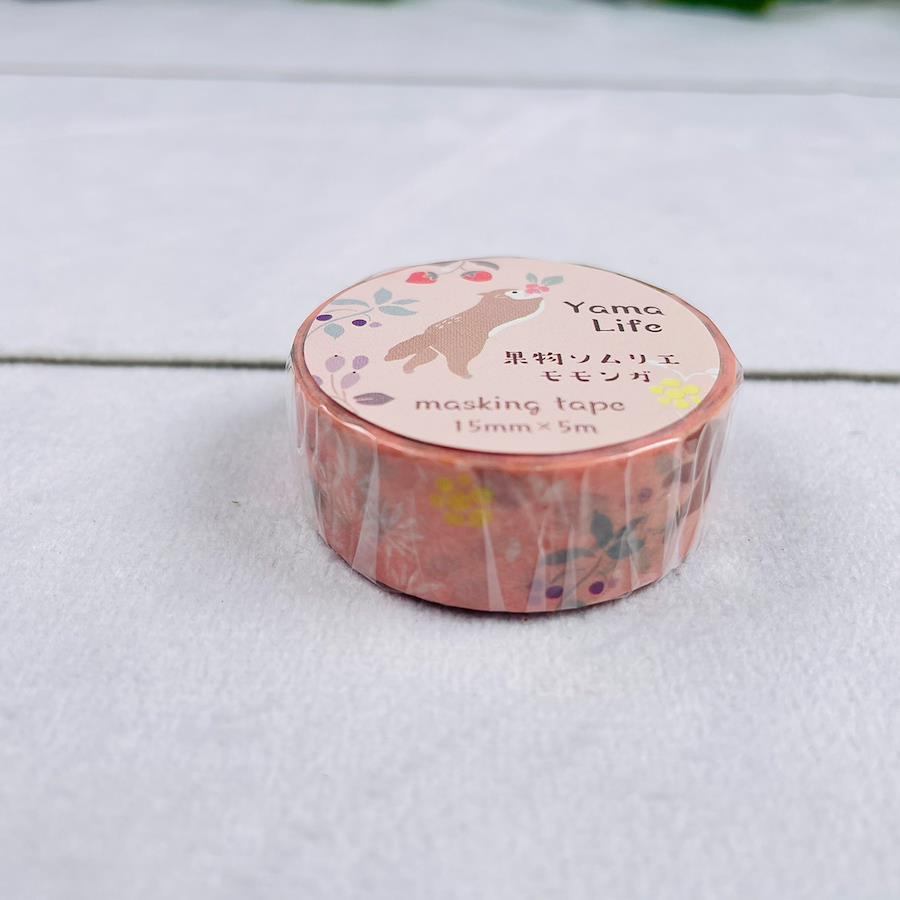 Yama
Life
果物ソムリエ
モモンガ
masking tape
15mm×5m